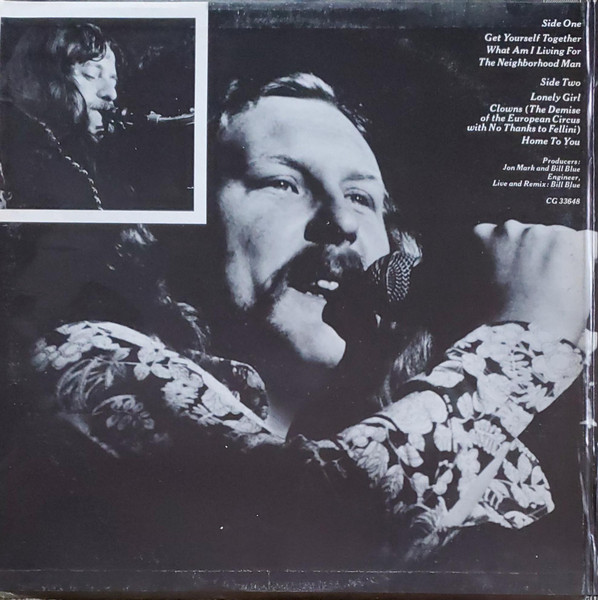 Side One
Get Yourself Together
What Am I Living For
The Neighborhood Man
Side Two
Lonely Girl
Clowns (The Demise
of the European Circus
with No Thanks to Fellini)
Home To You
Producers:
Jon Mark and Bill Blue
Engineer,
Live and Remix: Bill Blue
CG 33648